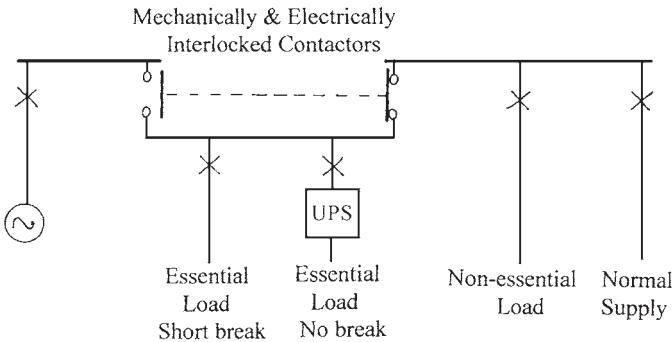 Mechanically & Electrically
Interlocked Contactors
UPS
Essential
Load
Short break
Essential
Load
No break
Non-essential
Load
Normal
Supply